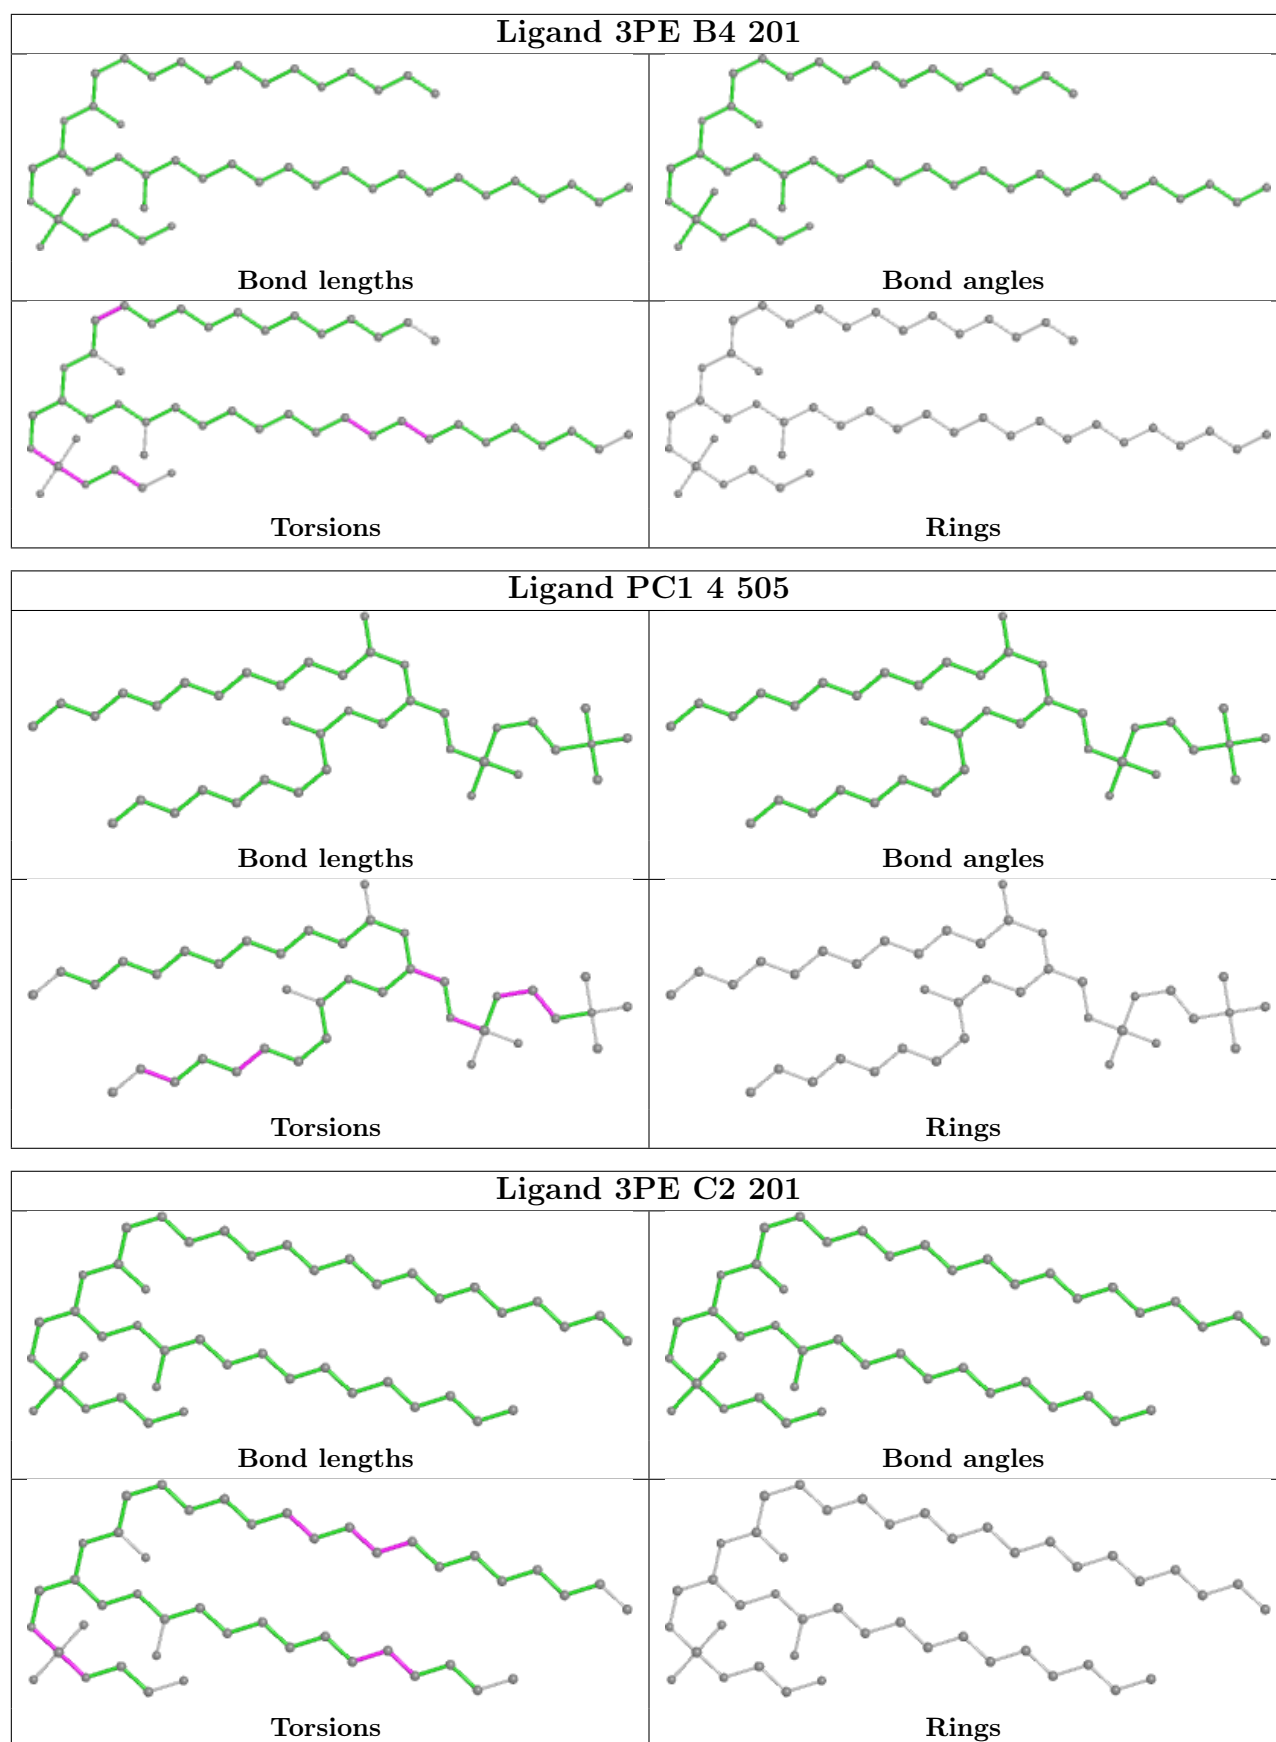 Ligand 3PE B4 201
Bond lengths
Bond angles
Torsions
Rings
Ligand PC1 4 505
Bond lengths
Bond angles
Torsions
Rings
Ligand 3PE C2 201
Bond lengths
Bond angles
Torsions
Rings